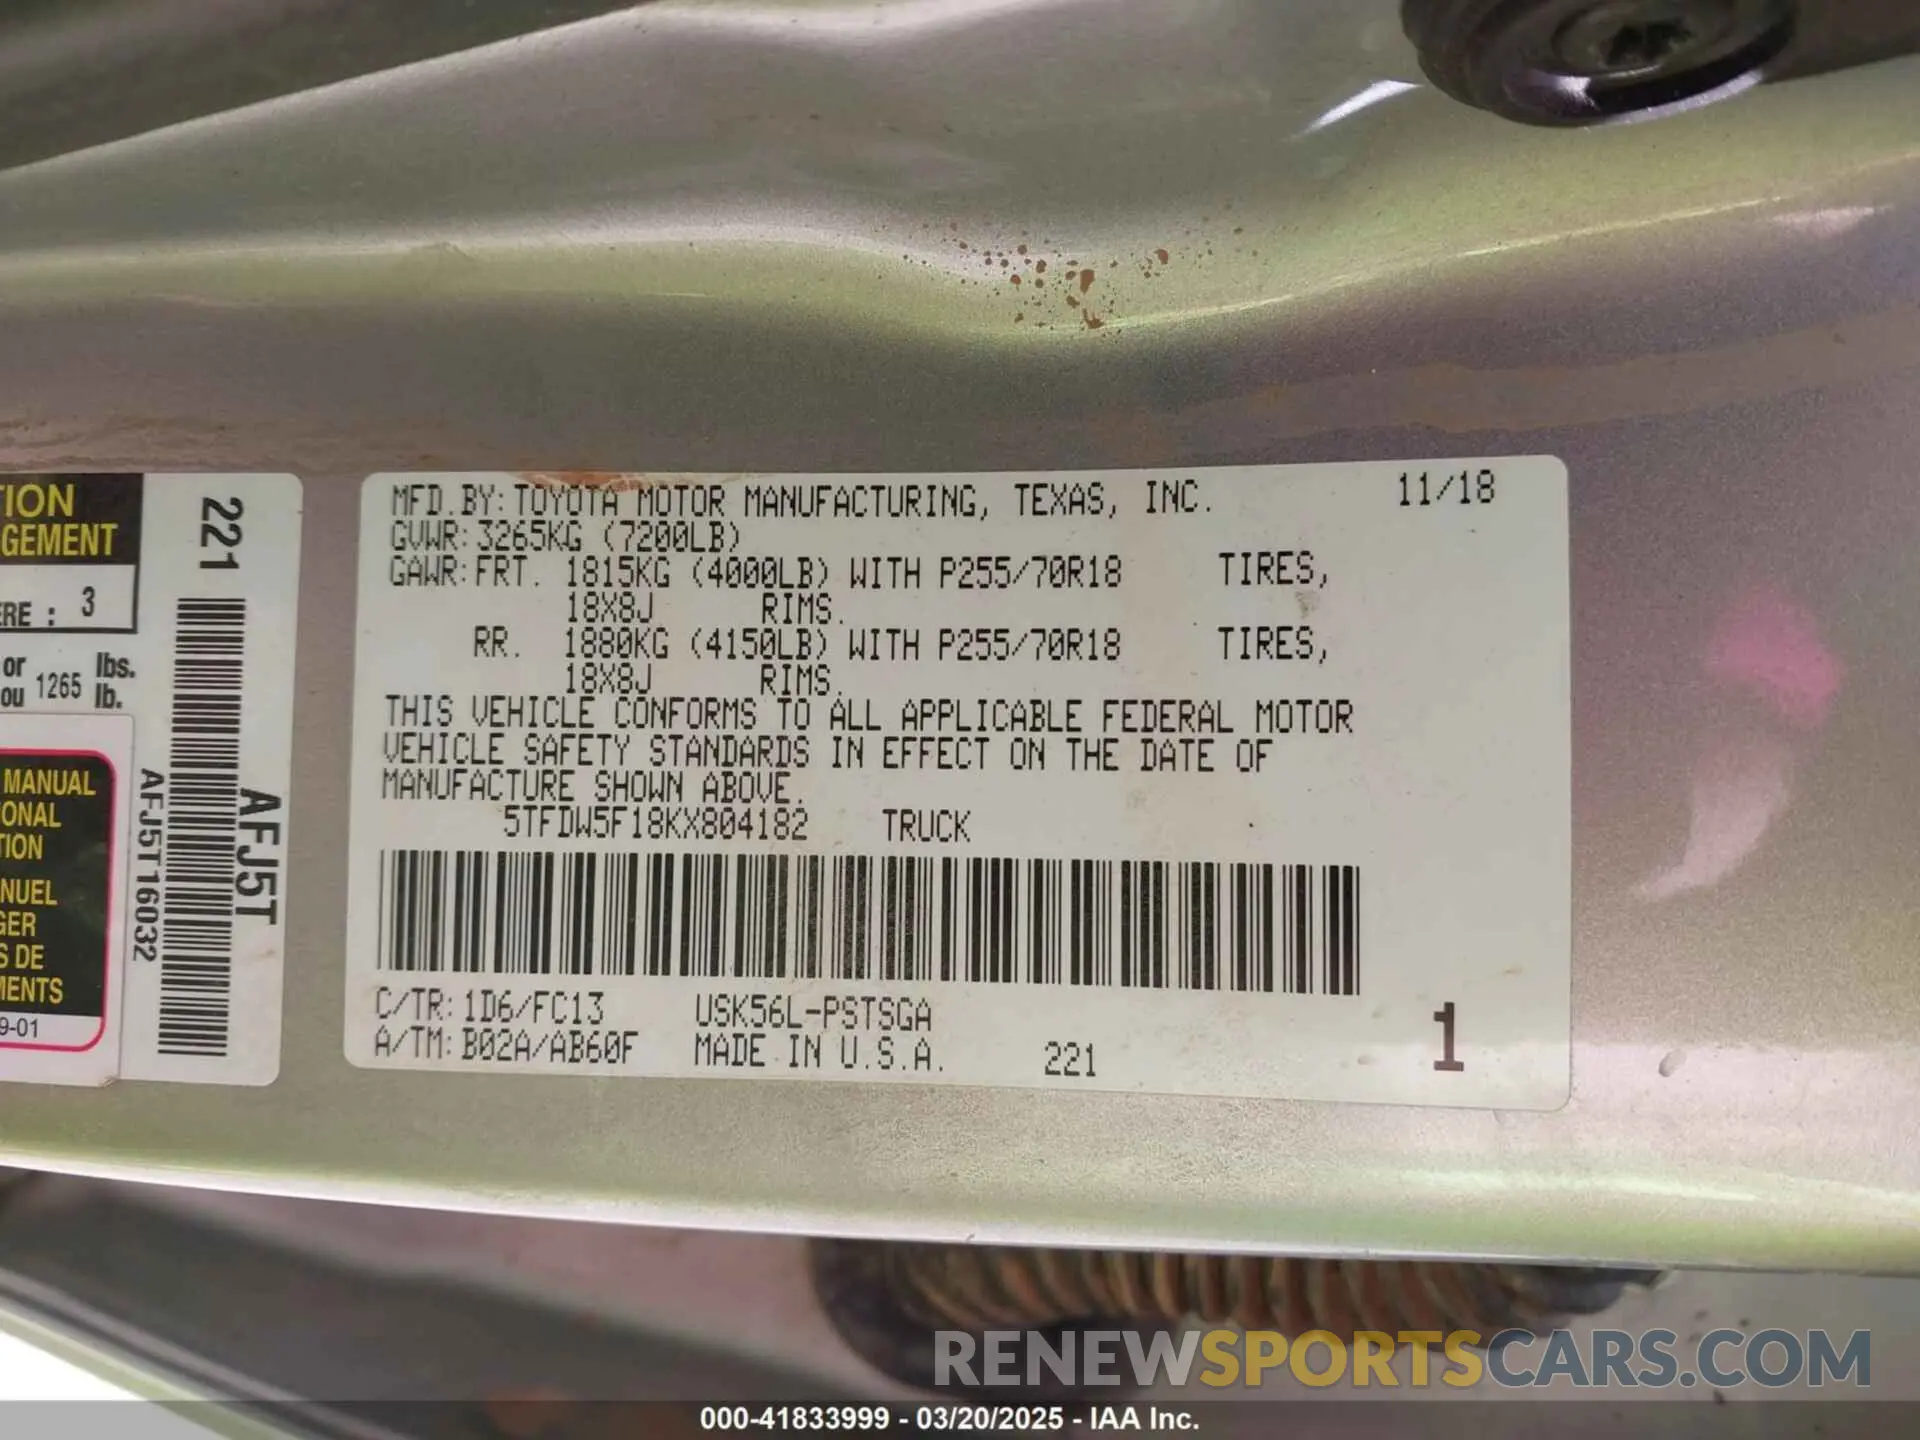 TION
GEMENT
ERE : 3
or
ou 1265 lbs.
lb.
MANUAL
ONAL
TION
NUEL
GER
S DE
MENTS
9-01
221
AFJ5T16032
AFJ5T
MFD.BY: TOYOTA MOTOR MANUFACTURING, TEXAS, INC. 11/18
GVWR: 3265KG (7200LB)
GAWR: FRT. 1815KG (4000LB) WITH P255/70R18 TIRES,
18X8J RIMS.
RR. 1880KG (4150LB) WITH P255/70R18 TIRES,
18X8J RIMS.
THIS VEHICLE CONFORMS TO ALL APPLICABLE FEDERAL MOTOR
VEHICLE SAFETY STANDARDS IN EFFECT ON THE DATE OF
MANUFACTURE SHOWN ABOVE.
5TFDW5F18KX804182 TRUCK
C/TR: 1D6/FC13 USK56L-PSTSGA
A/TM: B02A/AB60F MADE IN U.S.A. 221
1
RENEWSPORTSCARS.COM
000-41833999 - 03/20/2025 - IAA Inc.